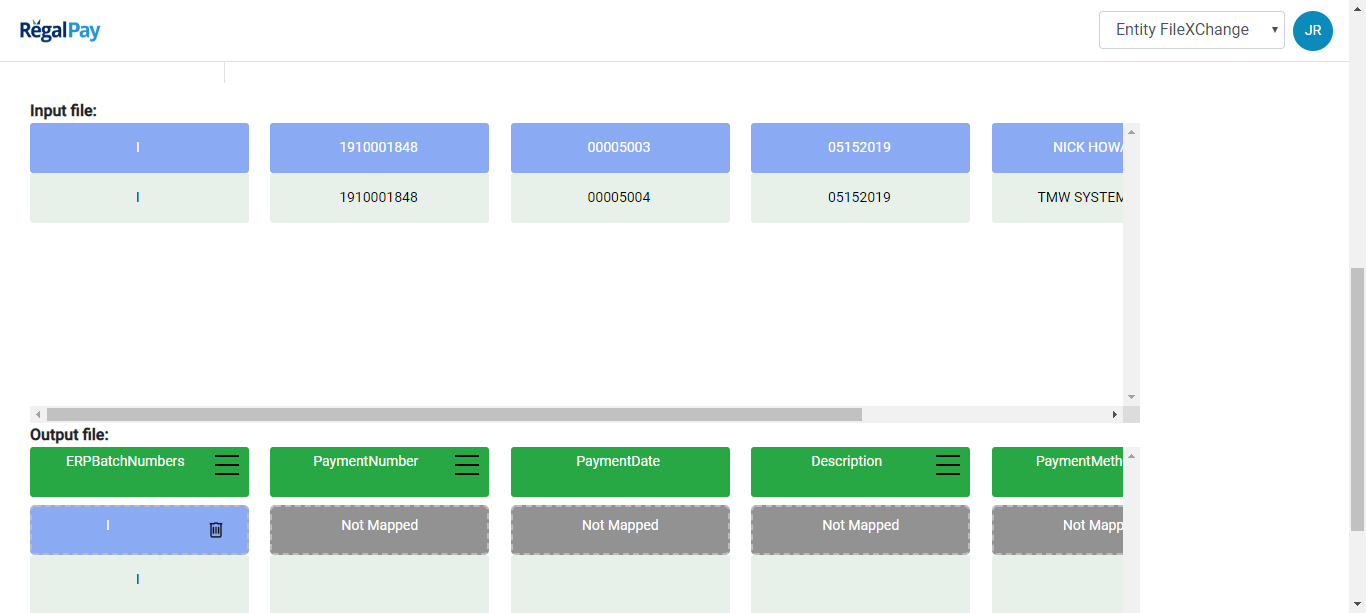 RegalPay
Entity FileXChange
JR
Input file:
I 1910001848 00005003 05152019 NICK HOWA
I 1910001848 00005004 05152019 TMW SYSTEM
Output file:
ERPBatchNumbers PaymentNumber PaymentDate Description PaymentMeth
I Not Mapped Not Mapped Not Mapped Not Mapp
I